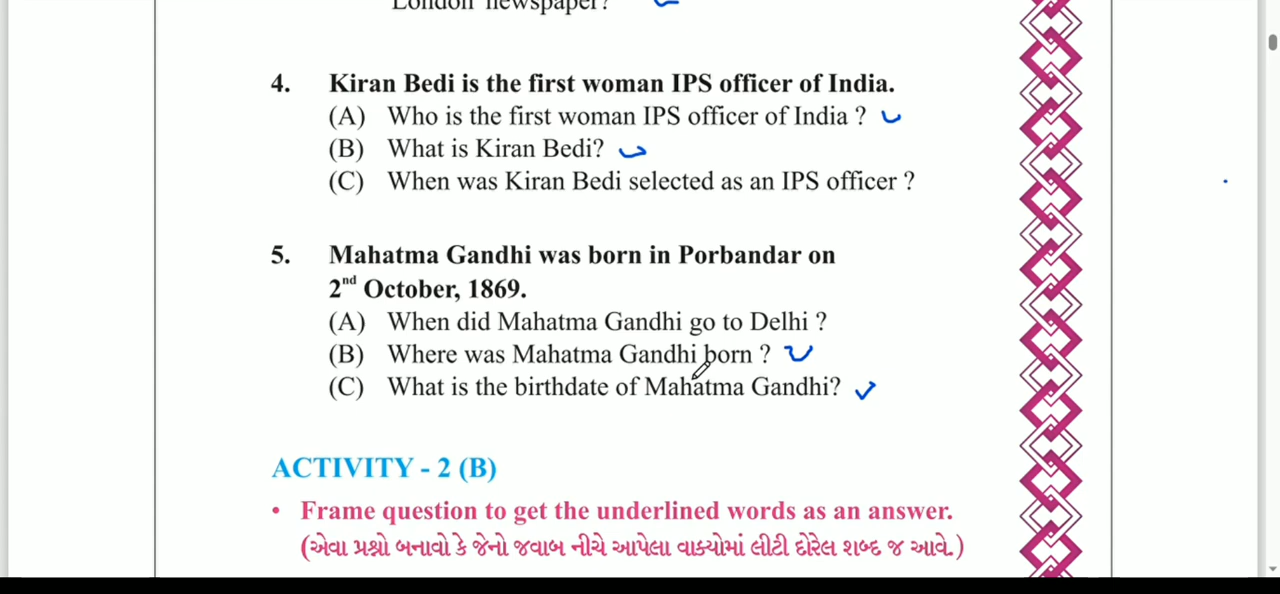 London newspaper?
4. Kiran Bedi is the first woman IPS officer of India.
(A) Who is the first woman IPS officer of India ?
(B) What is Kiran Bedi?
(C) When was Kiran Bedi selected as an IPS officer ?
5. Mahatma Gandhi was born in Porbandar on
2nd October, 1869.
(A) When did Mahatma Gandhi go to Delhi ?
(B) Where was Mahatma Gandhi born ?
(C) What is the birthdate of Mahatma Gandhi?
ACTIVITY - 2 (B)
• Frame question to get the underlined words as an answer.
(એવા પ્રશ્નો બનાવો કે જેનો જવાબ નીચે આપેલા વાક્યોમાં લીટી દોરેલ શબ્દ જ આવે.)